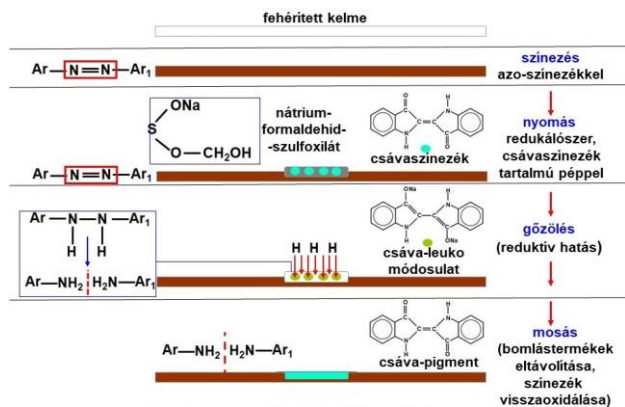 fehérített kelme
Ar—N=N—Ar₁
színezés
azo-színezékkel
ONa
S
O—CH₂OH
nátrium-
formaldehid-
-szulfoxilát
O
H
N
N
H
O
csávaszínezék
Ar—N=N—Ar₁
nyomás
redukálószer,
csávaszínezék
tartalmú péppel
Ar—N—N—Ar₁
H H
Ar—NH₂ H₂N—Ar₁
H H H
ONa
H
N
N
H
ONa
csáva-leuko
módosulat
gőzölés
(reduktív hatás)
Ar—NH₂ H₂N—Ar₁
O
H
N
N
H
O
csáva-pigment
mosás
(bomlástermékek
eltávolítása,
színezék
visszaoxidálása)